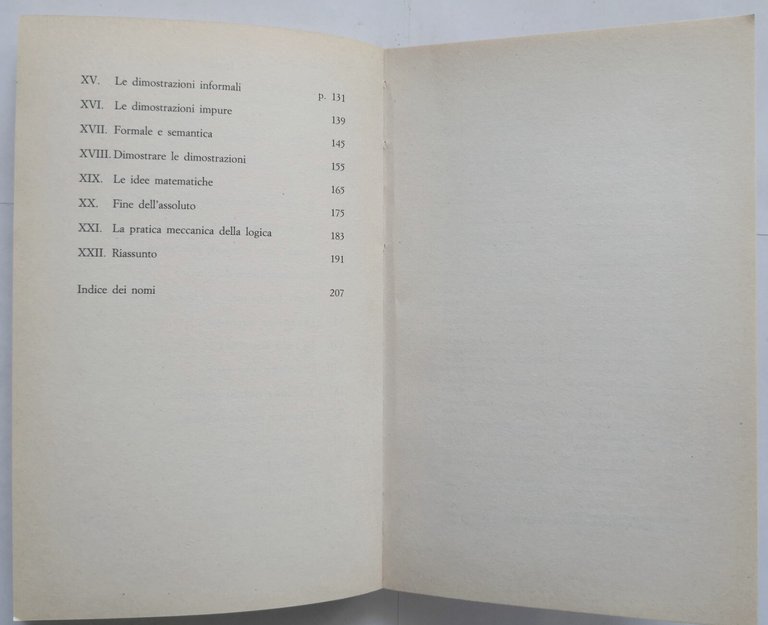 XV. Le dimostrazioni informali p. 131
XVI. Le dimostrazioni impure 139
XVII. Formale e semantica 145
XVIII. Dimostrare le dimostrazioni 155
XIX. Le idee matematiche 165
XX. Fine dell'assoluto 175
XXI. La pratica meccanica della logica 183
XXII. Riassunto 191
Indice dei nomi 207